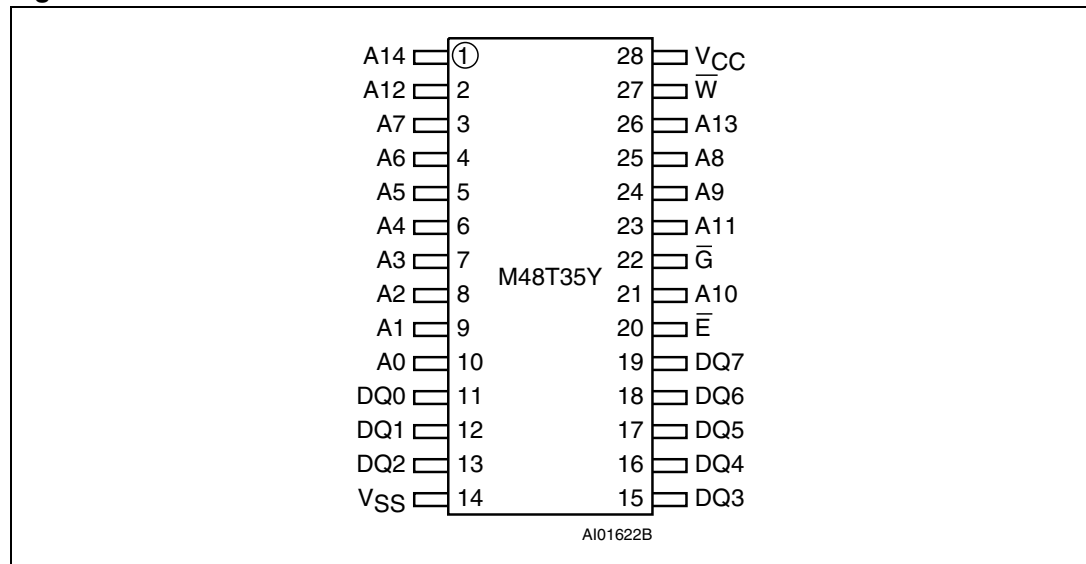 A14 1 28 VCC
A12 2 27 W̅
A7 3 26 A13
A6 4 25 A8
A5 5 24 A9
A4 6 23 A11
A3 7 22 G̅
M48T35Y
A2 8 21 A10
A1 9 20 E̅
A0 10 19 DQ7
DQ0 11 18 DQ6
DQ1 12 17 DQ5
DQ2 13 16 DQ4
VSS 14 15 DQ3
AI01622B